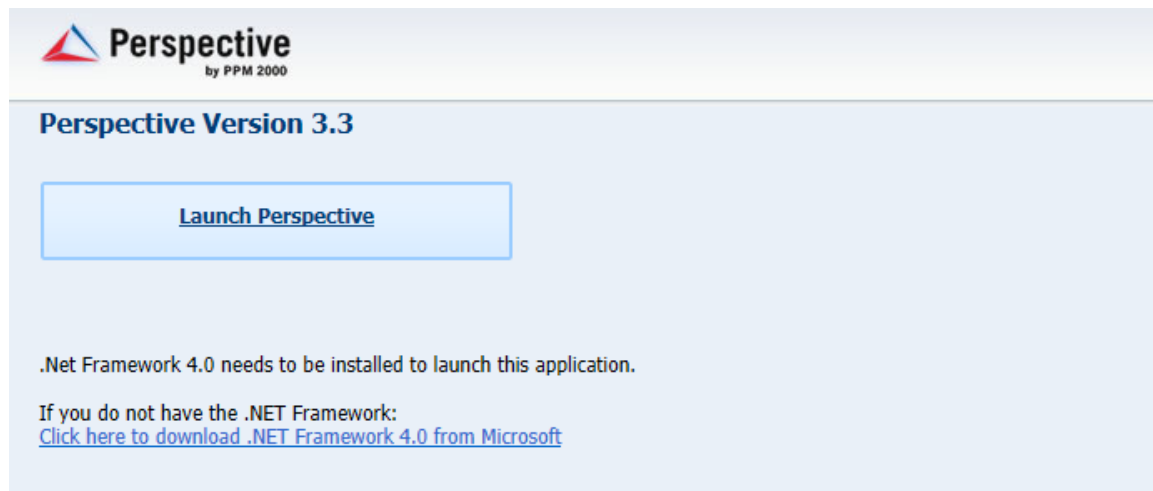 Perspective
by PPM 2000
Perspective Version 3.3
Launch Perspective
.Net Framework 4.0 needs to be installed to launch this application.
If you do not have the .NET Framework:
Click here to download .NET Framework 4.0 from Microsoft